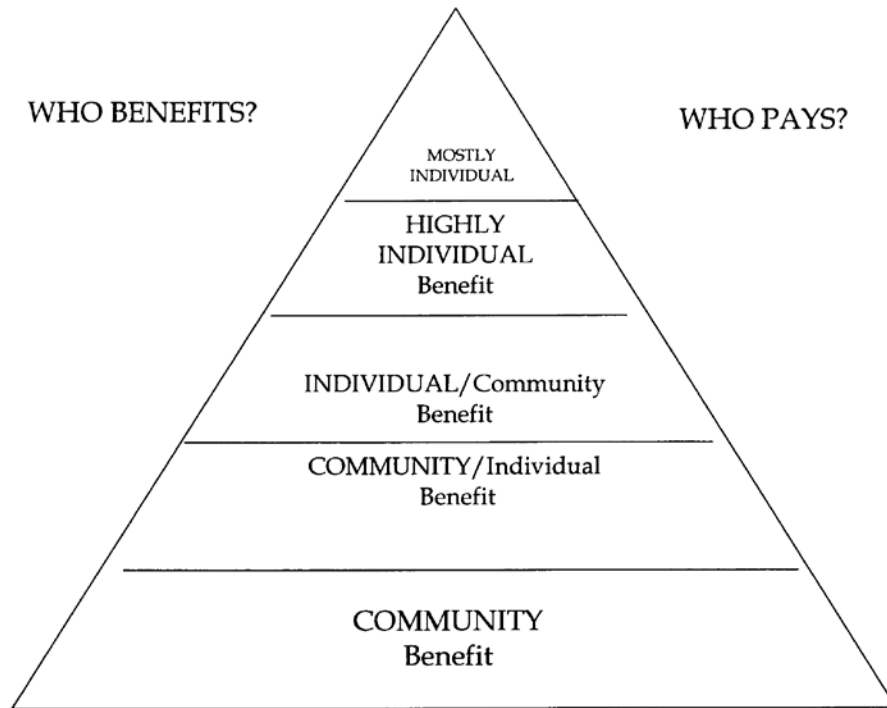 WHO BENEFITS?
WHO PAYS?
MOSTLY
INDIVIDUAL
HIGHLY
INDIVIDUAL
Benefit
INDIVIDUAL/Community
Benefit
COMMUNITY/Individual
Benefit
COMMUNITY
Benefit